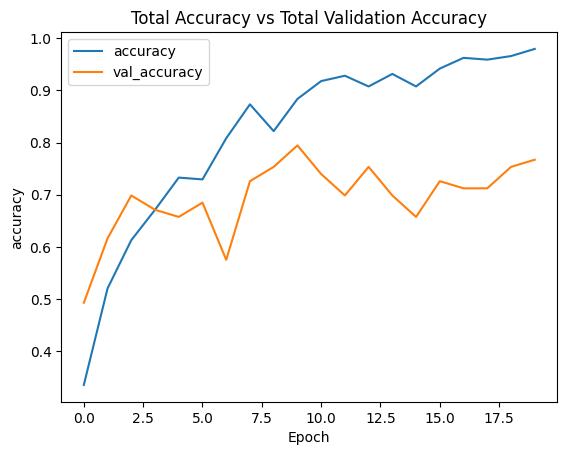 Total Accuracy vs Total Validation Accuracy
accuracy
val_accuracy
1.0
0.9
0.8
0.7
0.6
0.5
0.4
accuracy
0.0 2.5 5.0 7.5 10.0 12.5 15.0 17.5
Epoch